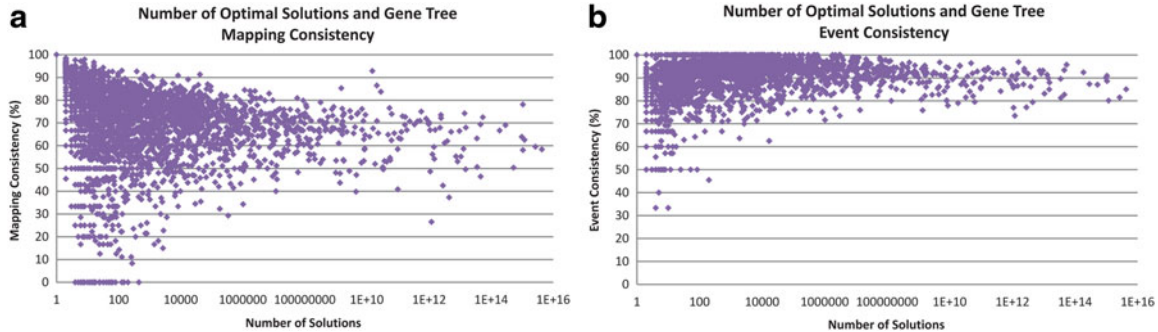 a
Number of Optimal Solutions and Gene Tree
Mapping Consistency
Mapping Consistency (%)
100
90
80
70
60
50
40
30
20
10
0
1 100 10000 1000000 100000000 1E+10 1E+12 1E+14 1E+16
Number of Solutions
b
Number of Optimal Solutions and Gene Tree
Event Consistency
Event Consistency (%)
100
90
80
70
60
50
40
30
20
10
0
1 100 10000 1000000 100000000 1E+10 1E+12 1E+14 1E+16
Number of Solutions